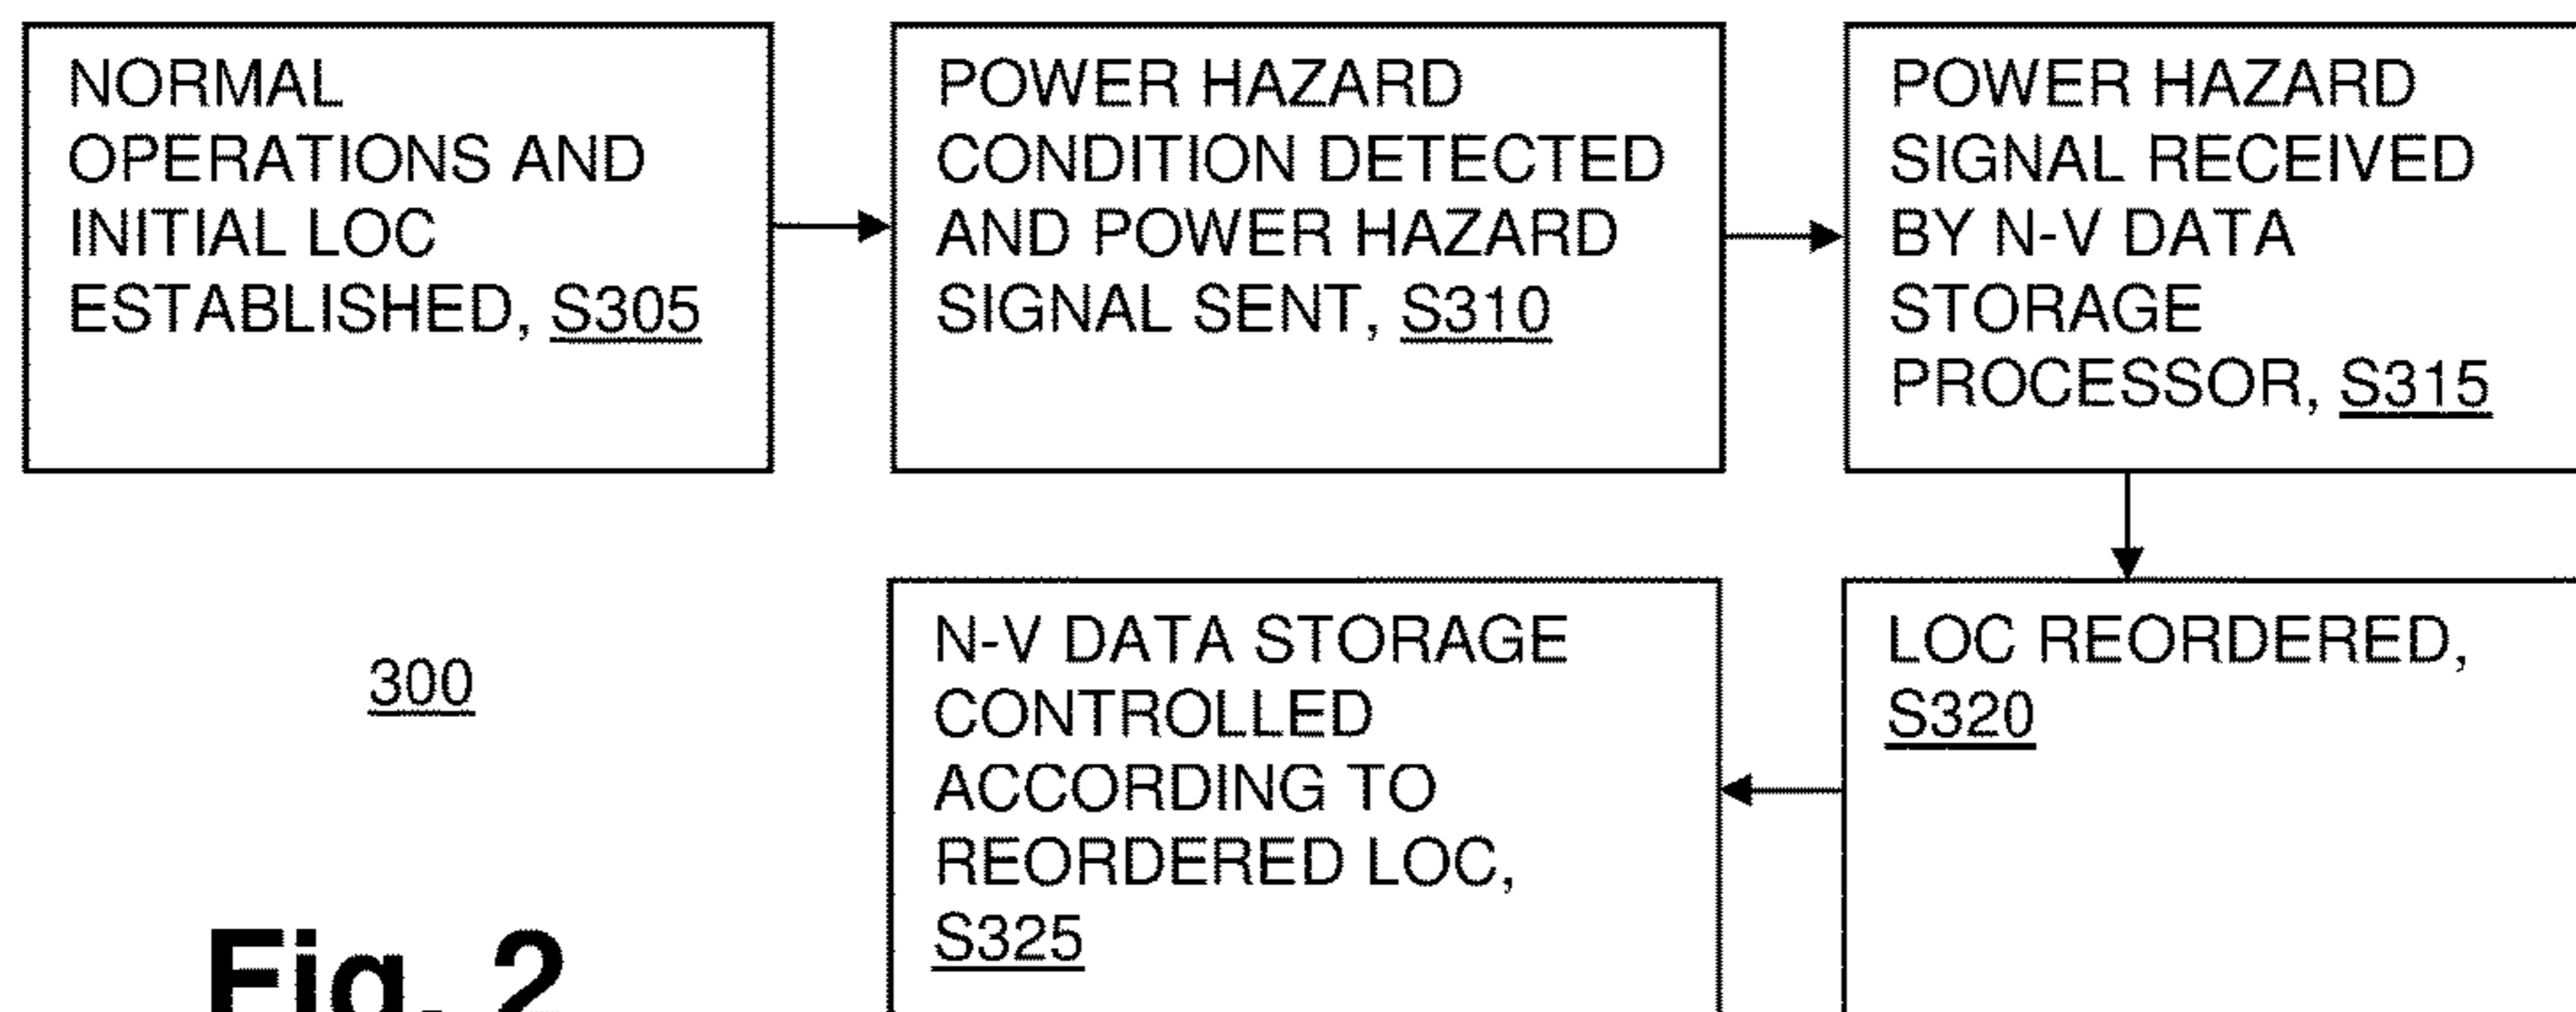 NORMAL
OPERATIONS AND
INITIAL LOC
ESTABLISHED, S305
POWER HAZARD
CONDITION DETECTED
AND POWER HAZARD
SIGNAL SENT, S310
POWER HAZARD
SIGNAL RECEIVED
BY N-V DATA
STORAGE
PROCESSOR, S315
LOC REORDERED,
S320
N-V DATA STORAGE
CONTROLLED
ACCORDING TO
REORDERED LOC,
S325
300
Fig. 2